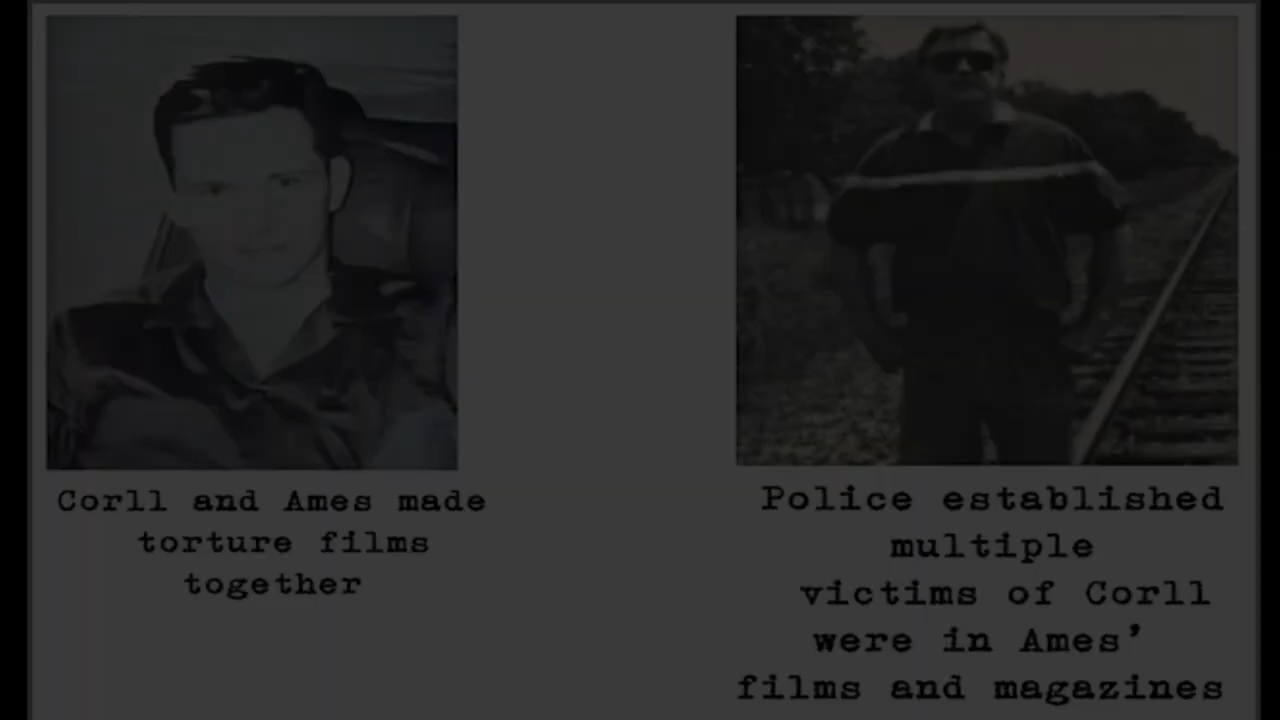 Corll and Ames made
torture films
together
Police established
multiple
victims of Corll
were in Ames’
films and magazines